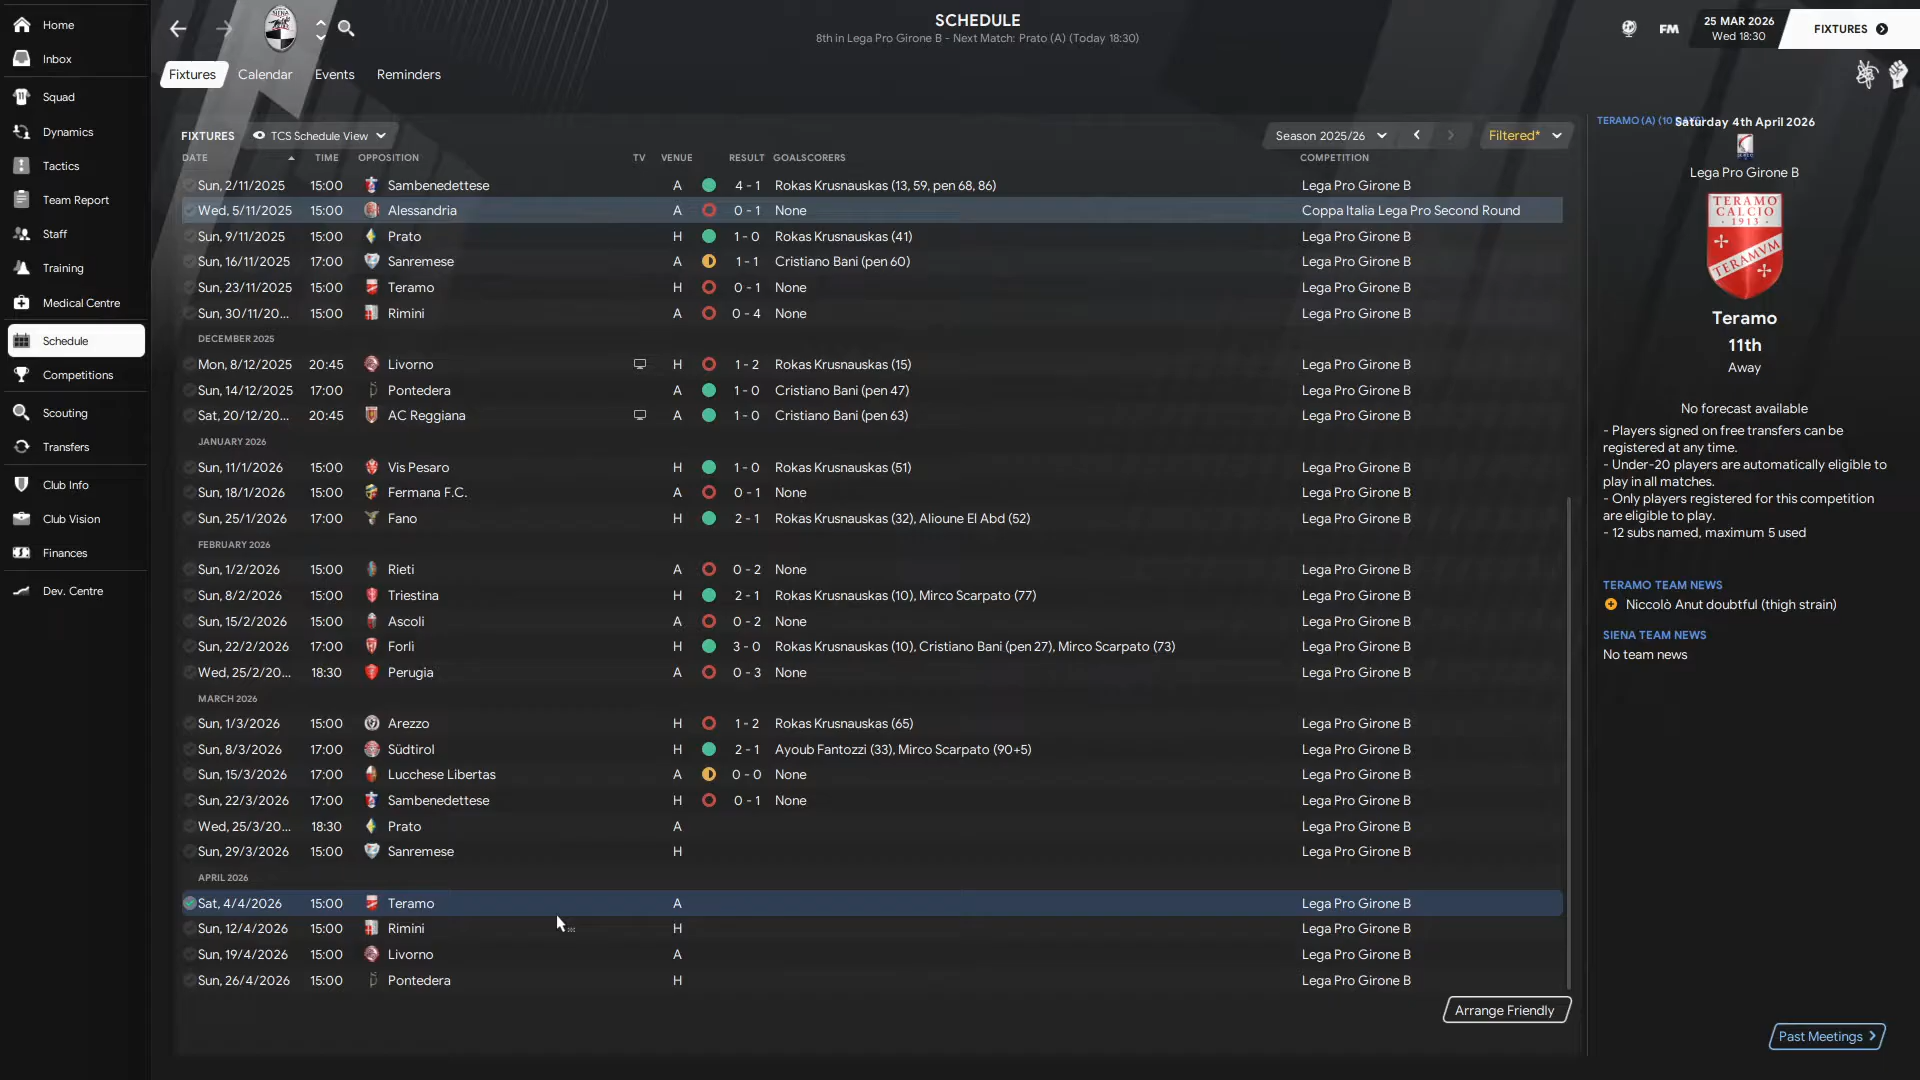 Home
Inbox
Squad
Dynamics
Tactics
Team Report
Staff
Training
Medical Centre
Schedule
Competitions
Scouting
Transfers
Club Info
Club Vision
Finances
Dev. Centre
SIENA
SCHEDULE
8th in Lega Pro Girone B - Next Match: Prato (A) (Today 18:30)
FM
25 MAR 2026
Wed 18:30
FIXTURES
Fixtures Calendar Events Reminders
FIXTURES TCS Schedule View Season 2025/26 Filtered*
DATE TIME OPPOSITION TV VENUE RESULT GOALSCORERS COMPETITION
Sun, 2/11/2025 15:00 Sambenedettese A 4 - 1 Rokas Krusnauskas (13, 59, pen 68, 86) Lega Pro Girone B
Wed, 5/11/2025 15:00 Alessandria A 0 - 1 None Coppa Italia Lega Pro Second Round
Sun, 9/11/2025 15:00 Prato H 1 - 0 Rokas Krusnauskas (41) Lega Pro Girone B
Sun, 16/11/2025 17:00 Sanremese A 1 - 1 Cristiano Bani (pen 60) Lega Pro Girone B
Sun, 23/11/2025 15:00 Teramo H 0 - 1 None Lega Pro Girone B
Sun, 30/11/20... 15:00 Rimini A 0 - 4 None Lega Pro Girone B
DECEMBER 2025
Mon, 8/12/2025 20:45 Livorno H 1 - 2 Rokas Krusnauskas (15) Lega Pro Girone B
Sun, 14/12/2025 17:00 Pontedera A 1 - 0 Cristiano Bani (pen 47) Lega Pro Girone B
Sat, 20/12/20... 20:45 AC Reggiana A 1 - 0 Cristiano Bani (pen 63) Lega Pro Girone B
JANUARY 2026
Sun, 11/1/2026 15:00 Vis Pesaro H 1 - 0 Rokas Krusnauskas (51) Lega Pro Girone B
Sun, 18/1/2026 15:00 Fermana F.C. A 0 - 1 None Lega Pro Girone B
Sun, 25/1/2026 17:00 Fano H 2 - 1 Rokas Krusnauskas (32), Alioune El Abd (52) Lega Pro Girone B
FEBRUARY 2026
Sun, 1/2/2026 15:00 Rieti A 0 - 2 None Lega Pro Girone B
Sun, 8/2/2026 15:00 Triestina H 2 - 1 Rokas Krusnauskas (10), Mirco Scarpato (77) Lega Pro Girone B
Sun, 15/2/2026 15:00 Ascoli A 0 - 2 None Lega Pro Girone B
Sun, 22/2/2026 17:00 Forlì H 3 - 0 Rokas Krusnauskas (10), Cristiano Bani (pen 27), Mirco Scarpato (73) Lega Pro Girone B
Wed, 25/2/20... 18:30 Perugia A 0 - 3 None Lega Pro Girone B
MARCH 2026
Sun, 1/3/2026 15:00 Arezzo H 1 - 2 Rokas Krusnauskas (65) Lega Pro Girone B
Sun, 8/3/2026 17:00 Südtirol H 2 - 1 Ayoub Fantozzi (33), Mirco Scarpato (90+5) Lega Pro Girone B
Sun, 15/3/2026 17:00 Lucchese Libertas A 0 - 0 None Lega Pro Girone B
Sun, 22/3/2026 17:00 Sambenedettese H 0 - 1 None Lega Pro Girone B
Wed, 25/3/20... 18:30 Prato A Lega Pro Girone B
Sun, 29/3/2026 15:00 Sanremese H Lega Pro Girone B
APRIL 2026
Sat, 4/4/2026 15:00 Teramo A Lega Pro Girone B
Sun, 12/4/2026 15:00 Rimini H Lega Pro Girone B
Sun, 19/4/2026 15:00 Livorno A Lega Pro Girone B
Sun, 26/4/2026 15:00 Pontedera H Lega Pro Girone B
Arrange Friendly
TERAMO (A) (10
Saturday 4th April 2026
Lega Pro Girone B
TERAMO
CALCIO
1913
TERAMVM
Teramo
11th
Away
No forecast available
- Players signed on free transfers can be
registered at any time.
- Under-20 players are automatically eligible to
play in all matches.
- Only players registered for this competition
are eligible to play.
- 12 subs named, maximum 5 used
TERAMO TEAM NEWS
Niccolò Anut doubtful (thigh strain)
SIENA TEAM NEWS
No team news
Past Meetings